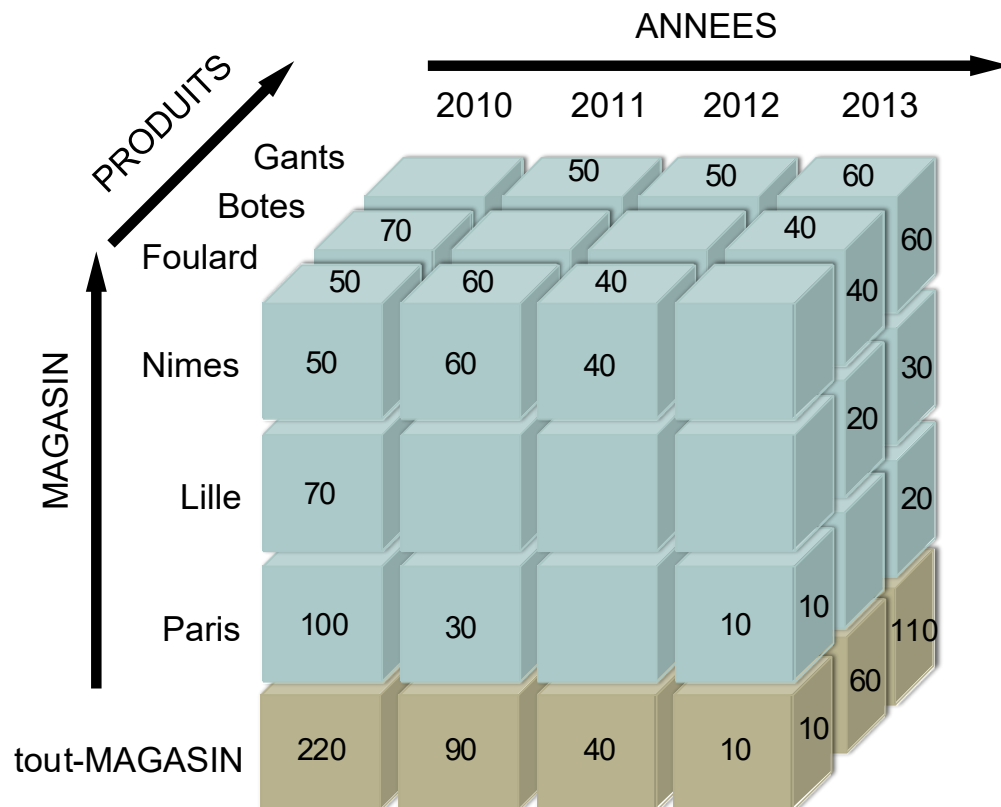 ANNEES
PRODUITS
2010 2011 2012 2013
Gants 50 50 60
Botes 70 40 60
Foulard 50 60 40 40
Nimes 50 60 40 30
20
MAGASIN
Lille 70 20
Paris 100 30 10 10
110
60
tout-MAGASIN 220 90 40 10 10